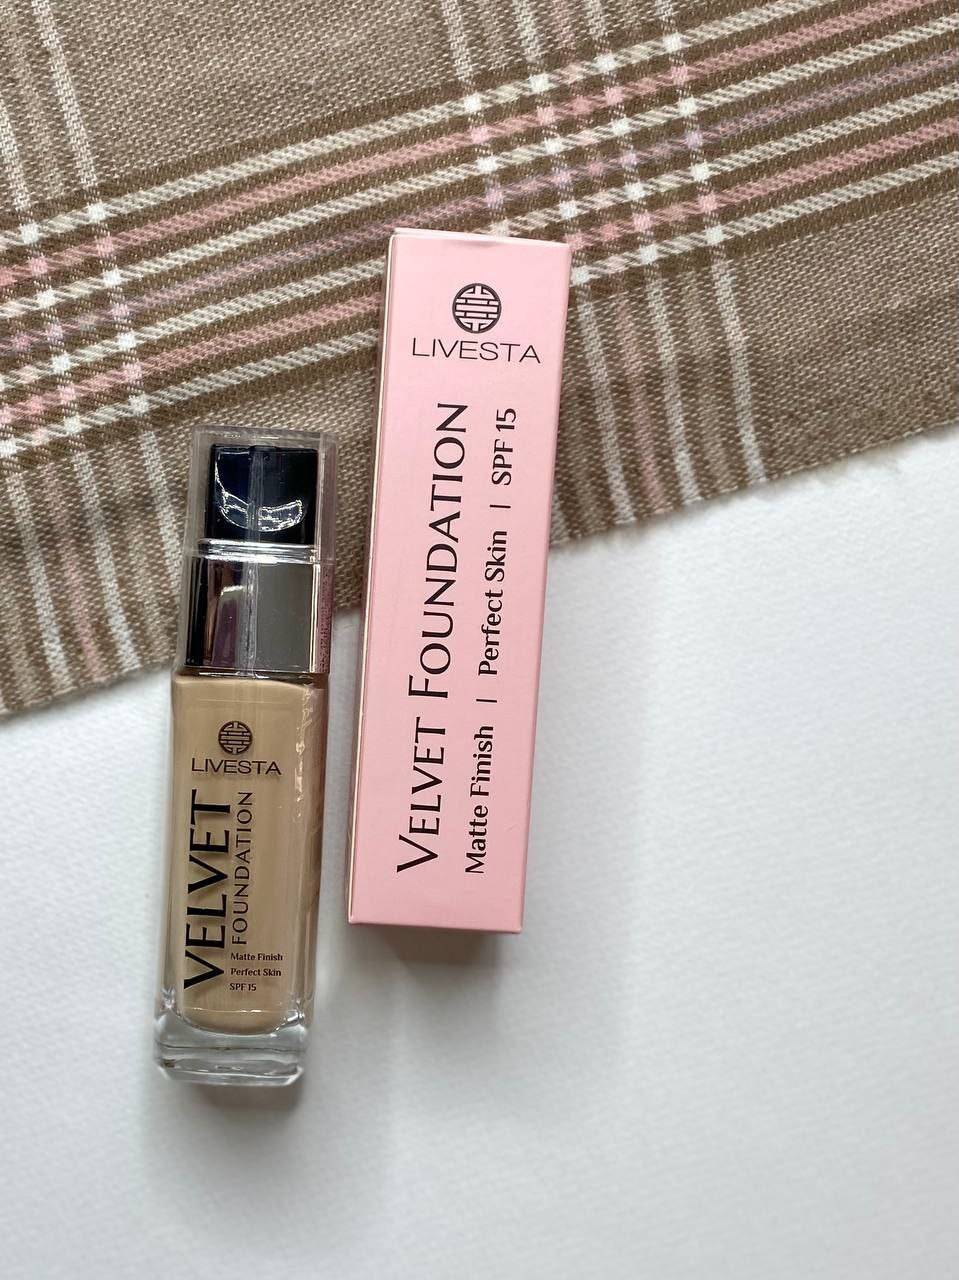 LIVESTA
VELVET FOUNDATION
Matte Finish | Perfect Skin | SPF 15
LIVESTA
VELVET
FOUNDATION
Matte Finish
Perfect Skin
SPF 15